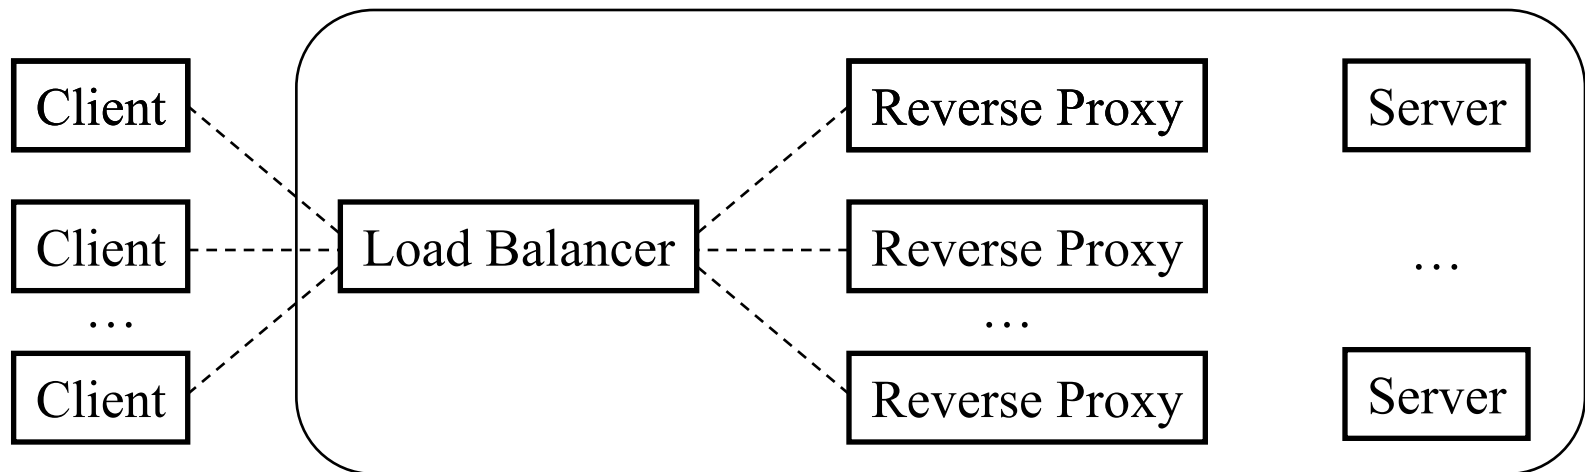 Client
Reverse Proxy
Server
Client
Load Balancer
Reverse Proxy
…
…
…
Client
Reverse Proxy
Server